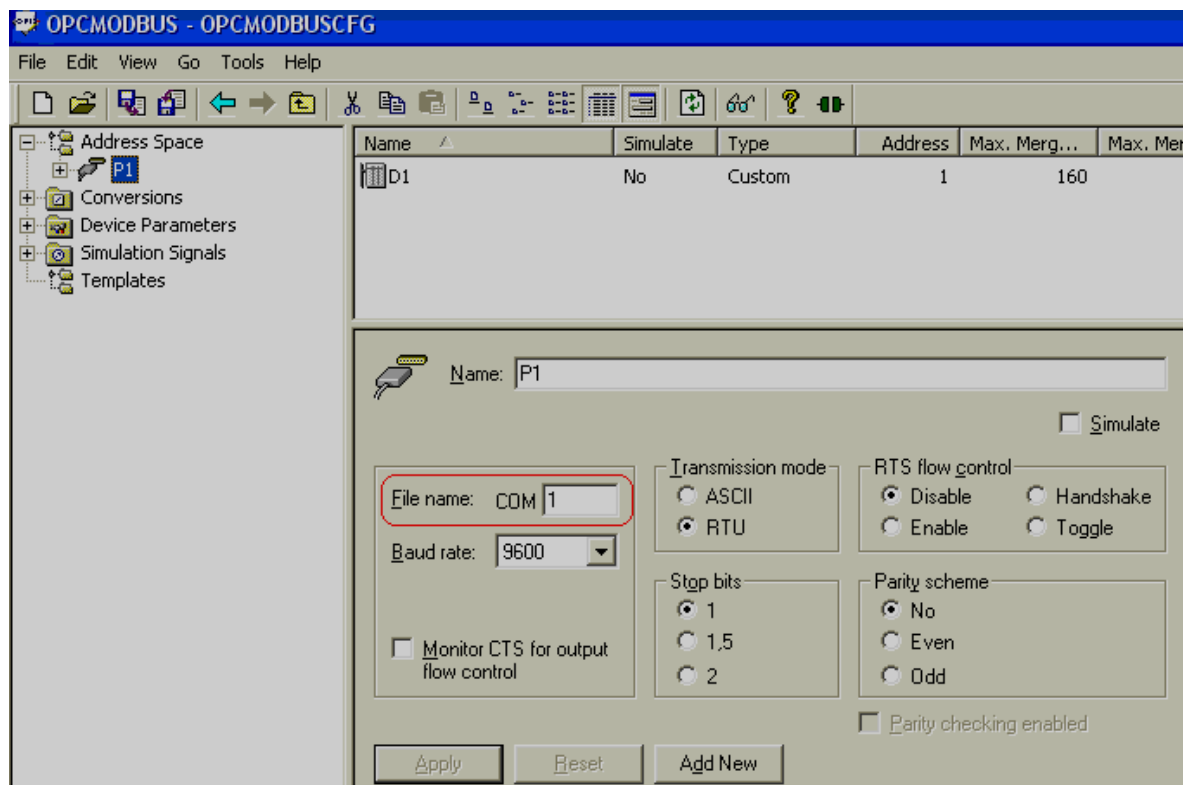 OPCMODBUS - OPCMODBUSCFG
File Edit View Go Tools Help
Address Space
P1
Conversions
Device Parameters
Simulation Signals
Templates
Name Simulate Type Address Max. Merg... Max. Mer
D1 No Custom 1 160
Name: P1
Simulate
File name: COM 1
Baud rate: 9600
Monitor CTS for output
flow control
Transmission mode
ASCII
RTU
RTS flow control
Disable Handshake
Enable Toggle
Stop bits
1
1,5
2
Parity scheme
No
Even
Odd
Parity checking enabled
Apply Reset Add New